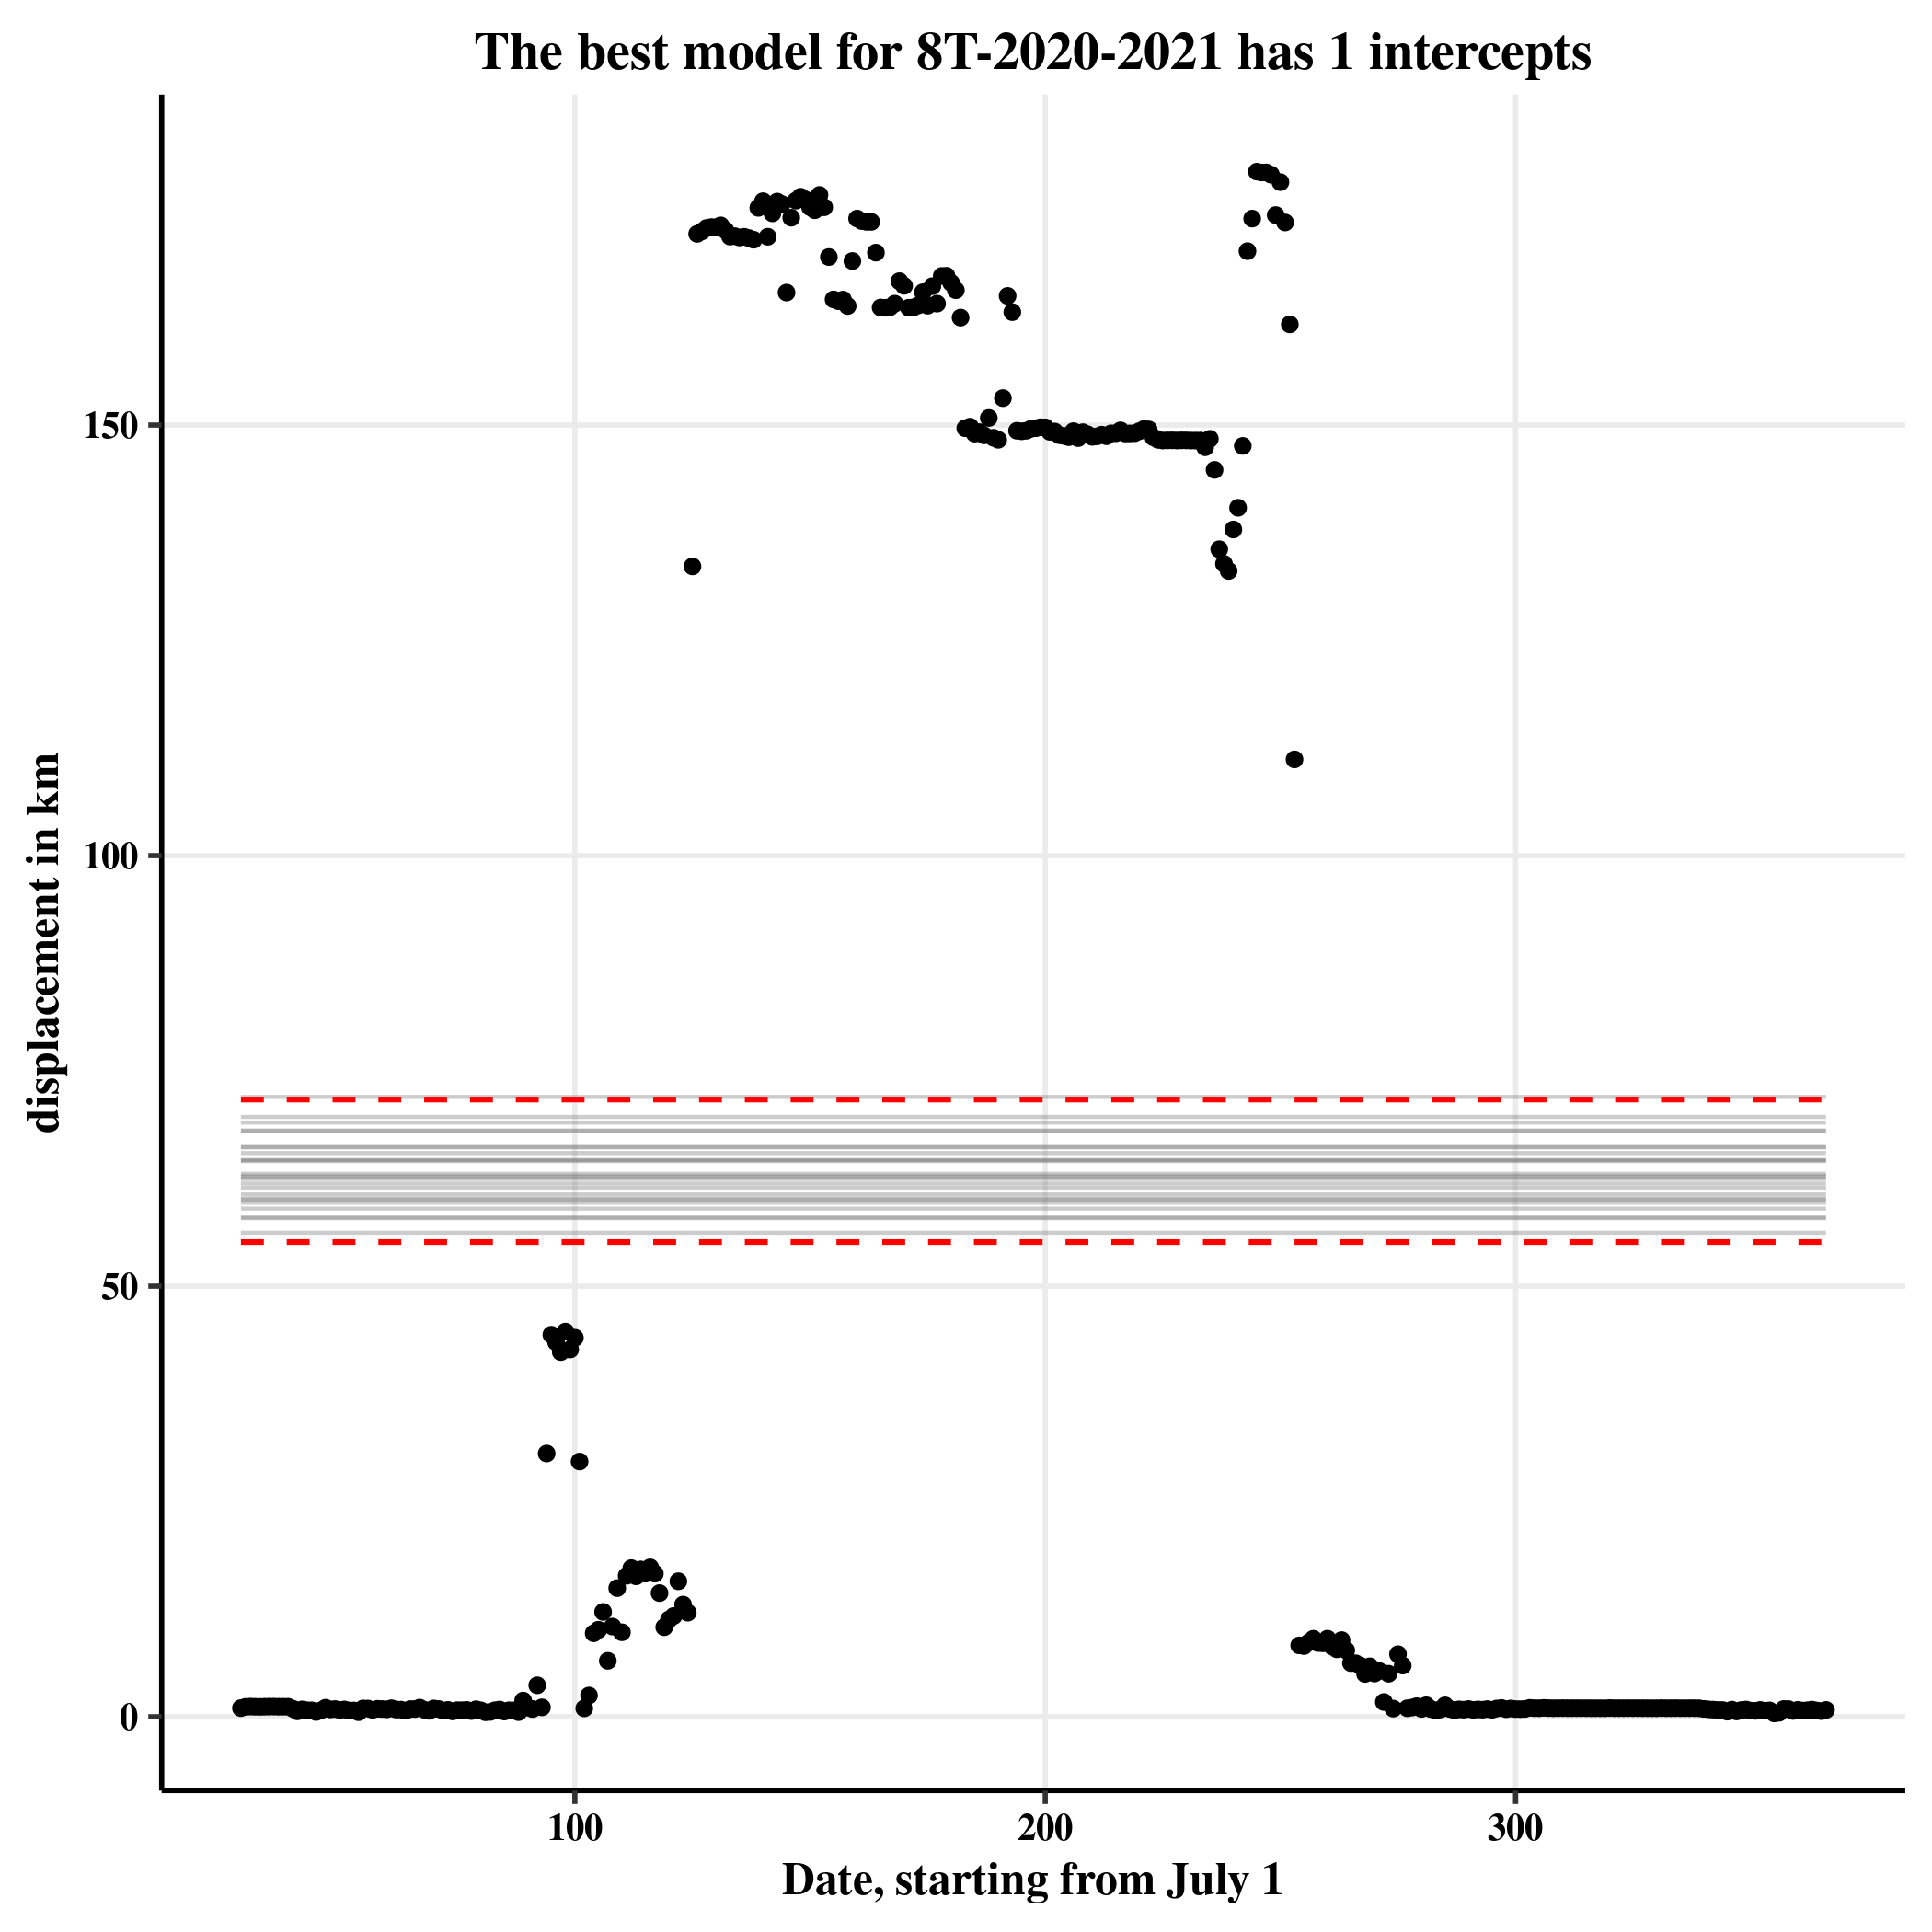 The best model for 8T-2020-2021 has 1 intercepts
displacement in km
150
100
50
0
100
200
300
Date, starting from July 1